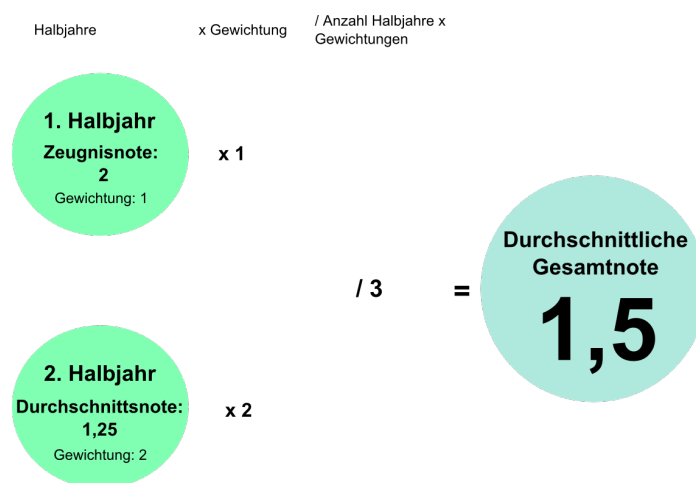 Halbjahre
x Gewichtung
/ Anzahl Halbjahre x
Gewichtungen
1. Halbjahr
Zeugnisnote:
2
Gewichtung: 1
x 1
/ 3
=
Durchschnittliche
Gesamtnote
1,5
2. Halbjahr
Durchschnittsnote:
1,25
Gewichtung: 2
x 2